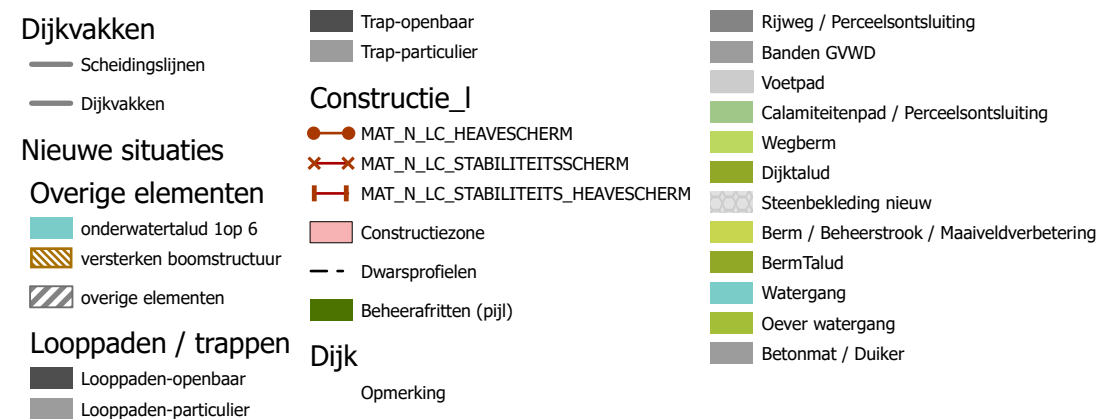 Dijkvakken
Scheidingslijnen
Dijkvakken
Nieuwe situaties
Overige elementen
onderwatertalud 1op 6
versterken boomstructuur
overige elementen
Looppaden / trappen
Looppaden-openbaar
Looppaden-particulier
Trap-openbaar
Trap-particulier
Constructie_l
MAT_N_LC_HEAVESCHERM
MAT_N_LC_STABILITEITSSCHERM
MAT_N_LC_STABILITEITS_HEAVESCHERM
Constructiezone
Dwarsprofielen
Beheerafritten (pijl)
Dijk
Opmerking
Rijweg / Perceelsontsluiting
Banden GVWD
Voetpad
Calamiteitenpad / Perceelsontsluiting
Wegberm
Dijktalud
Steenbekleding nieuw
Berm / Beheerstrook / Maaiveldverbetering
BermTalud
Watergang
Oever watergang
Betonmat / Duiker